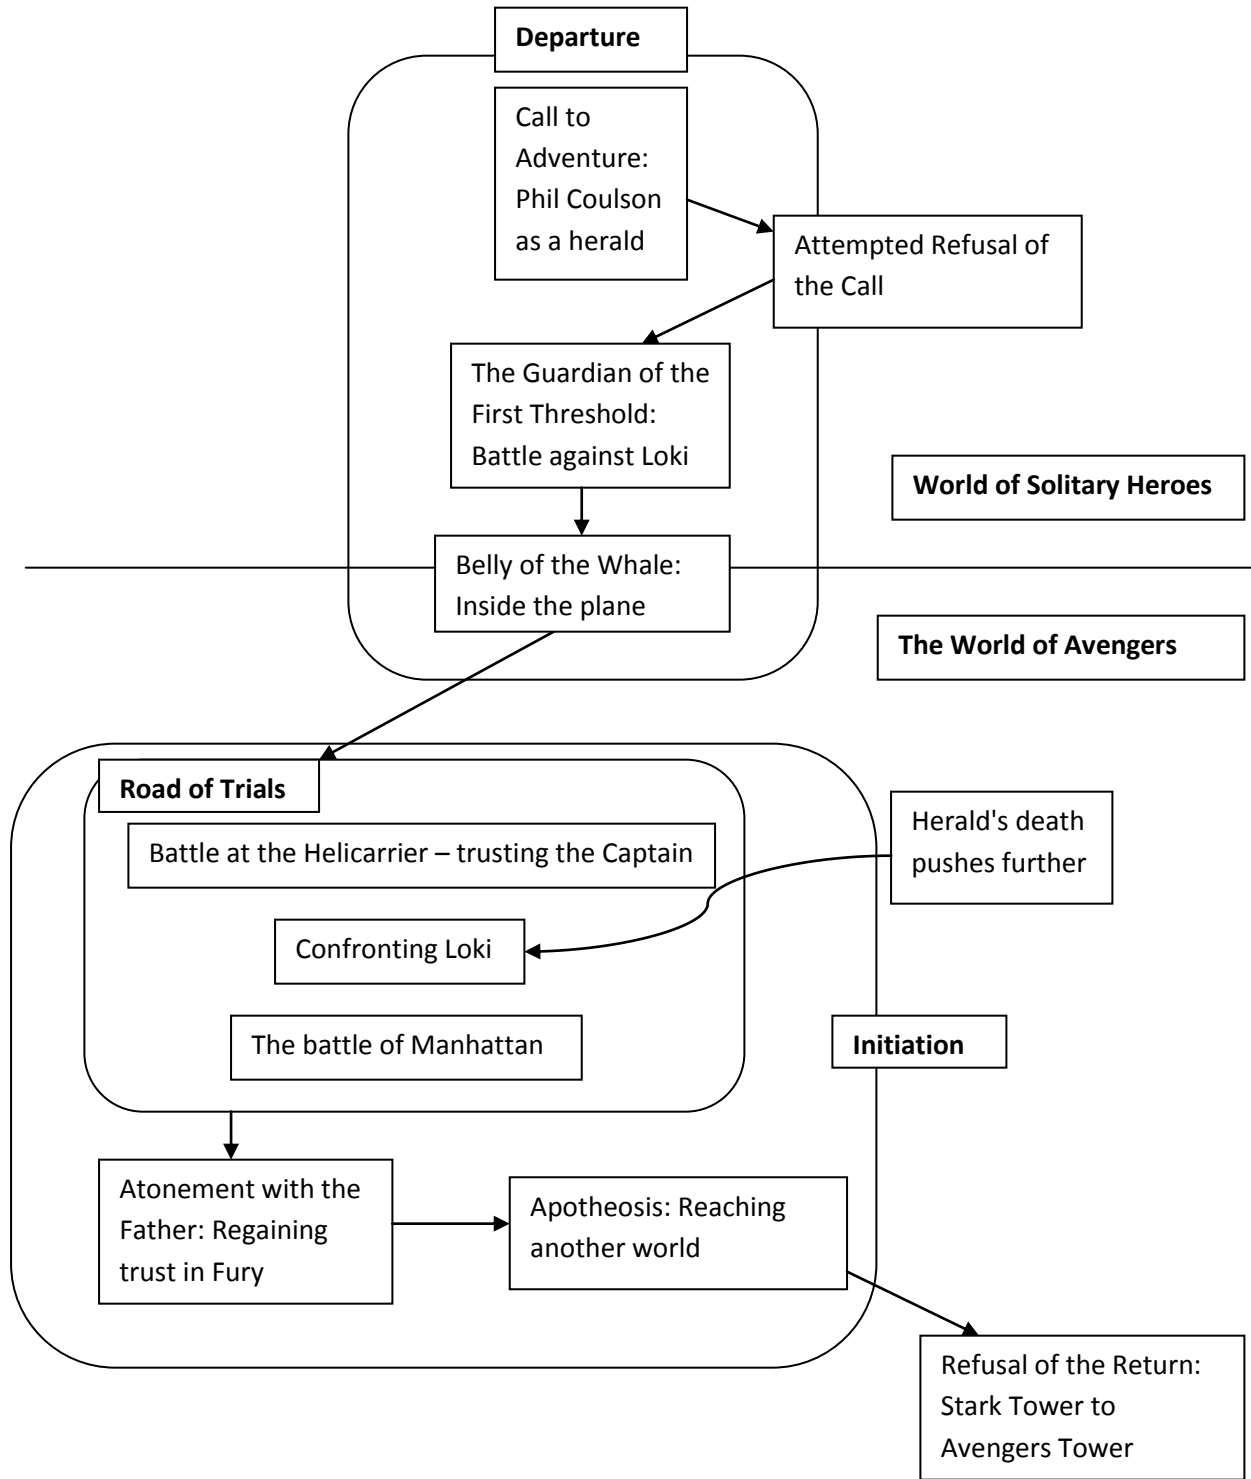 Departure
Call to
Adventure:
Phil Coulson
as a herald
Attempted Refusal of
the Call
The Guardian of the
First Threshold:
Battle against Loki
World of Solitary Heroes
Belly of the Whale:
Inside the plane
The World of Avengers
Road of Trials
Battle at the Helicarrier – trusting the Captain
Herald's death
pushes further
Confronting Loki
The battle of Manhattan
Initiation
Atonement with the
Father: Regaining
trust in Fury
Apotheosis: Reaching
another world
Refusal of the Return:
Stark Tower to
Avengers Tower